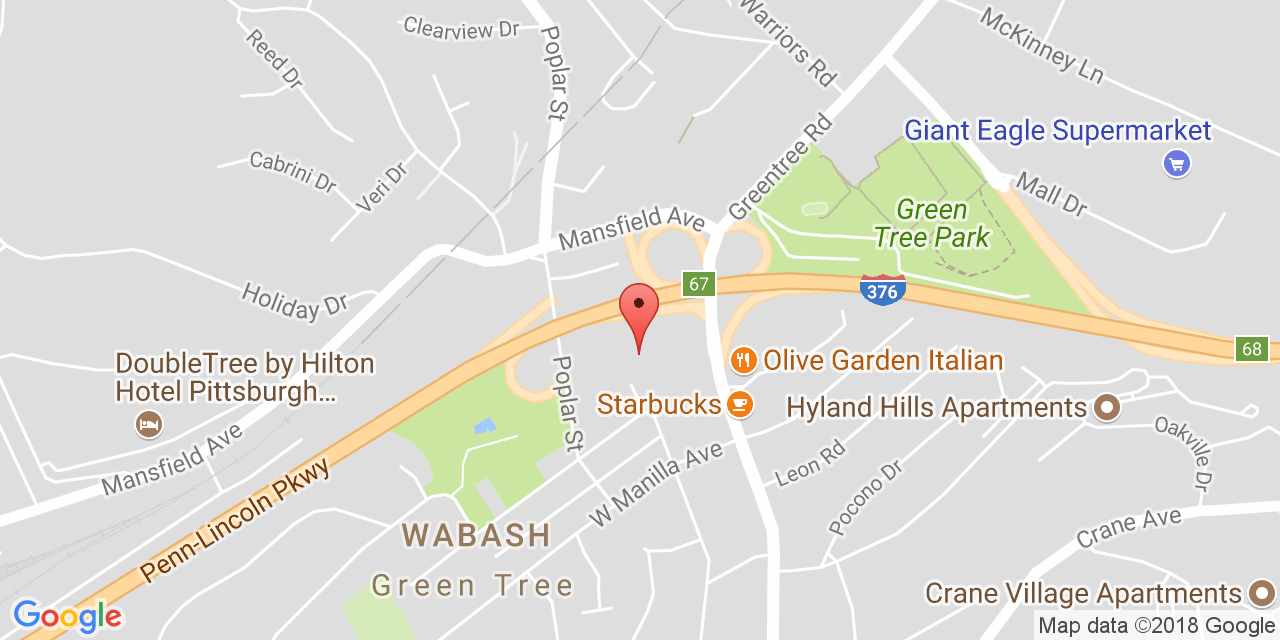 Clearview Dr
Warriors Rd
McKinney Ln
Reed Dr
Poplar St
Giant Eagle Supermarket
Cabrini Dr
Veri Dr
Greentree Rd
Mall Dr
Green
Tree Park
Mansfield Ave
Holiday Dr
67
376
68
DoubleTree by Hilton
Hotel Pittsburgh...
Olive Garden Italian
Poplar St
Starbucks
Hyland Hills Apartments
Mansfield Ave
W Manilla Ave
Leon Rd
Pocono Dr
Oakville Dr
Penn-Lincoln Pkwy
WABASH
Crane Ave
Green Tree
Crane Village Apartments
Google
Map data ©2018 Google